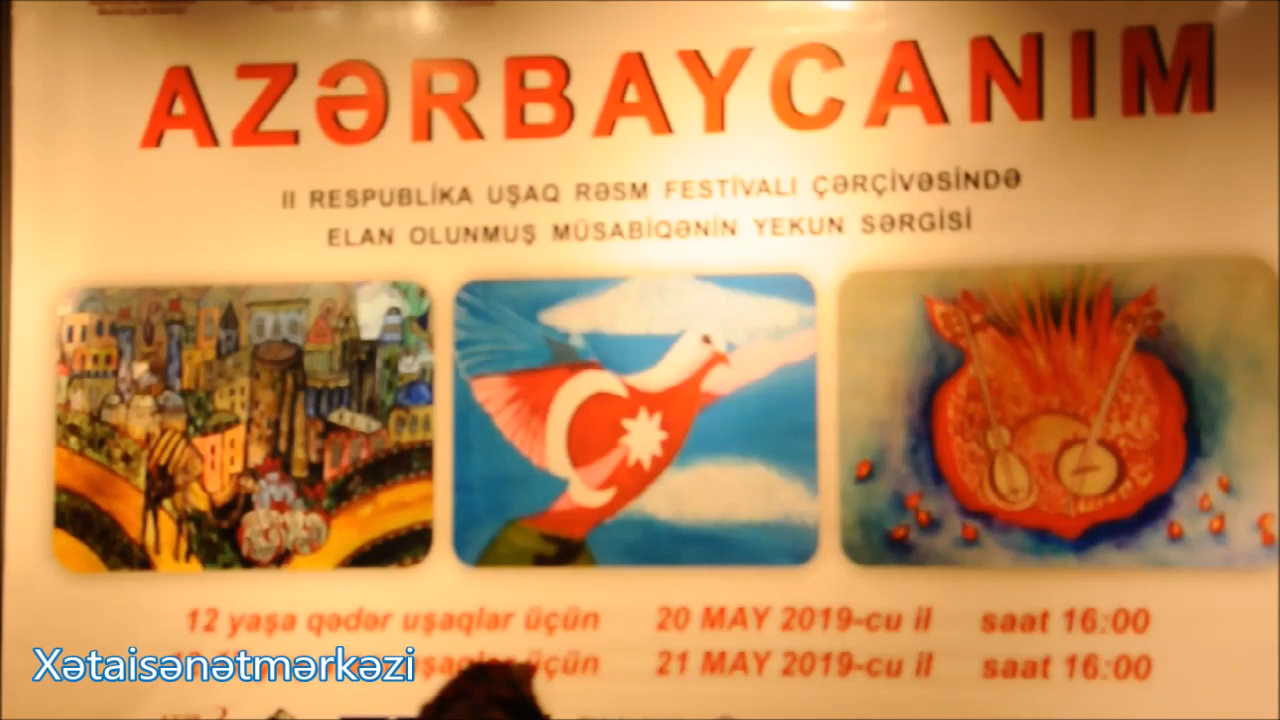 AZƏRBAYCANIM
II RESPUBLİKA UŞAQ RƏSM FESTİVALI ÇƏRÇİVƏSİNDƏ
ELAN OLUNMUŞ MÜSABİQƏNİN YEKUN SƏRGİSİ
12 yaşa qədər uşaqlar üçün 20 MAY 2019-cu il saat 16:00
uşaqlar üçün 21 MAY 2019-cu il saat 16:00
Xətaisənətmərkəzi